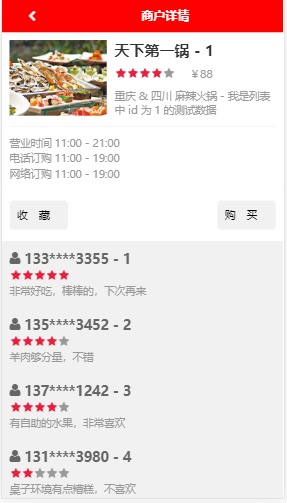 商户详情
天下第一锅 - 1
￥88
重庆 & 四川 麻辣火锅 - 我是列表
中 id 为 1 的测试数据
营业时间 11:00 - 21:00
电话订购 11:00 - 19:00
网络订购 11:00 - 19:00
收 藏
购 买
133****3355 - 1
非常好吃，棒棒的，下次再来
135****3452 - 2
羊肉够分量，不错
137****1242 - 3
有自助的水果，非常喜欢
131****3980 - 4
桌子环境有点糟糕，不喜欢